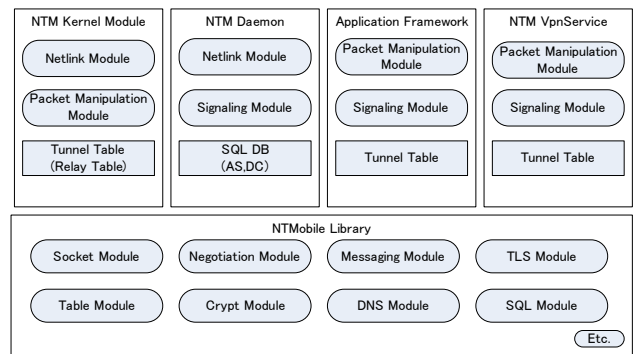 NTM Kernel Module
Netlink Module
Packet Manipulation
Module
Tunnel Table
(Relay Table)
NTM Daemon
Netlink Module
Signaling Module
SQL DB
(AS,DC)
Application Framework
Packet Manipulation
Module
Signaling Module
Tunnel Table
NTM VpnService
Packet Manipulation
Module
Signaling Module
Tunnel Table
NTMobile Library
Socket Module
Negotiation Module
Messaging Module
TLS Module
Table Module
Crypt Module
DNS Module
SQL Module
Etc.